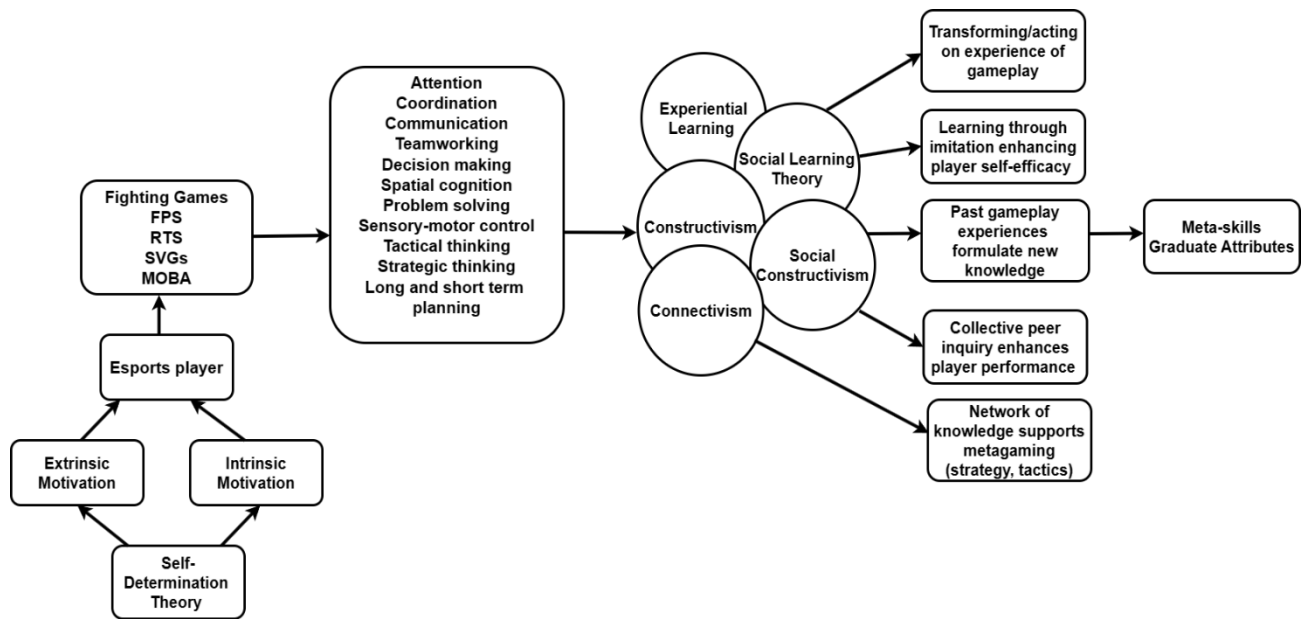 Fighting Games
FPS
RTS
SVGs
MOBA
Esports player
Extrinsic
Motivation
Intrinsic
Motivation
Self-
Determination
Theory
Attention
Coordination
Communication
Teamworking
Decision making
Spatial cognition
Problem solving
Sensory-motor control
Tactical thinking
Strategic thinking
Long and short term
planning
Experiential
Learning
Social Learning
Theory
Constructivism
Social
Constructivism
Connectivism
Transforming/acting
on experience of
gameplay
Learning through
imitation enhancing
player self-efficacy
Past gameplay
experiences
formulate new
knowledge
Collective peer
inquiry enhances
player performance
Network of
knowledge supports
metagaming
(strategy, tactics)
Meta-skills
Graduate Attributes